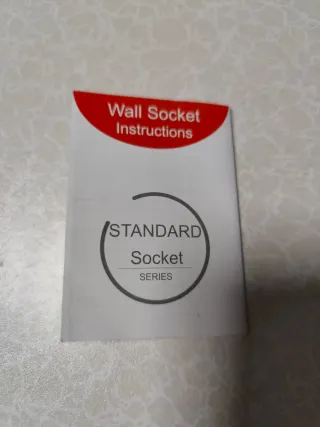 Wall Socket
Instructions
STANDARD
Socket
SERIES